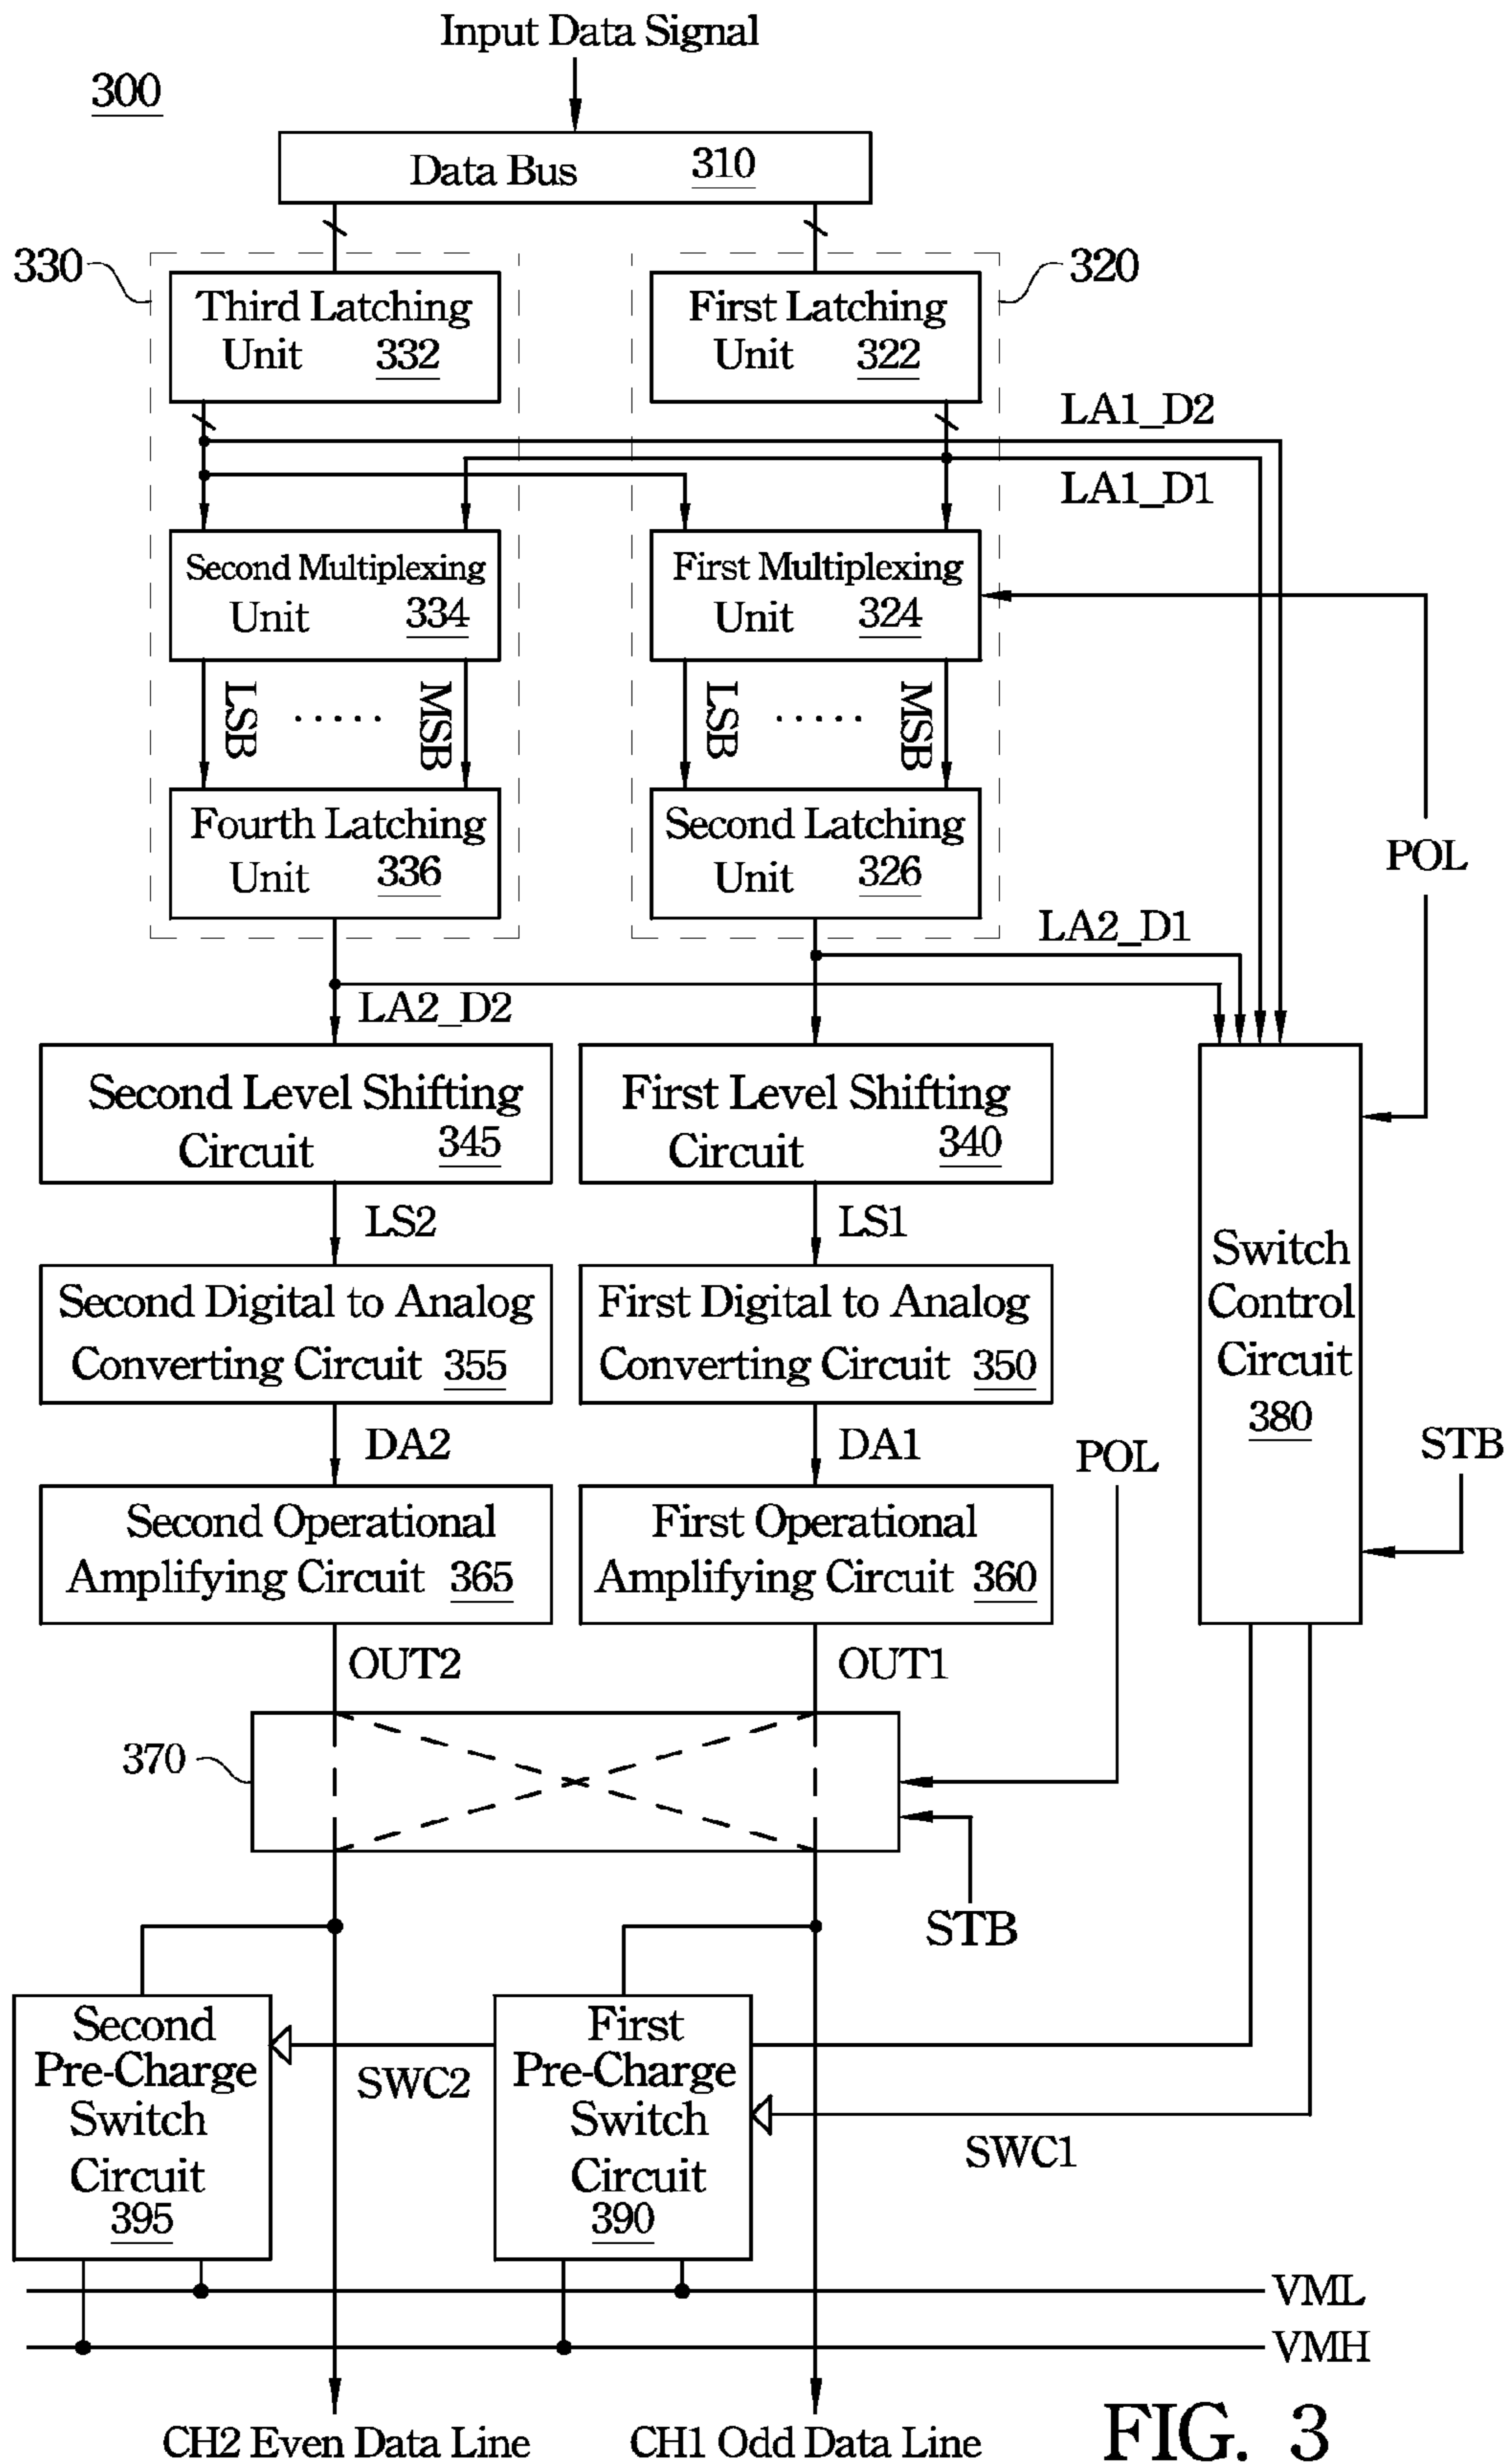 Input Data Signal
300
Data Bus 310
330
320
Third Latching
Unit 332
First Latching
Unit 322
LA1_D2
LA1_D1
Second Multiplexing
Unit 334
First Multiplexing
Unit 324
LSB ..... MSB
LSB ..... MSB
Fourth Latching
Unit 336
Second Latching
Unit 326
POL
LA2_D1
LA2_D2
Second Level Shifting
Circuit 345
First Level Shifting
Circuit 340
LS2
LS1
Switch
Control
Circuit
380
Second Digital to Analog
Converting Circuit 355
First Digital to Analog
Converting Circuit 350
DA2
DA1
POL
STB
Second Operational
Amplifying Circuit 365
First Operational
Amplifying Circuit 360
OUT2
OUT1
370
STB
Second
Pre-Charge
Switch
Circuit
395
SWC2
First
Pre-Charge
Switch
Circuit
390
SWC1
VML
VMH
CH2 Even Data Line
CH1 Odd Data Line
FIG. 3